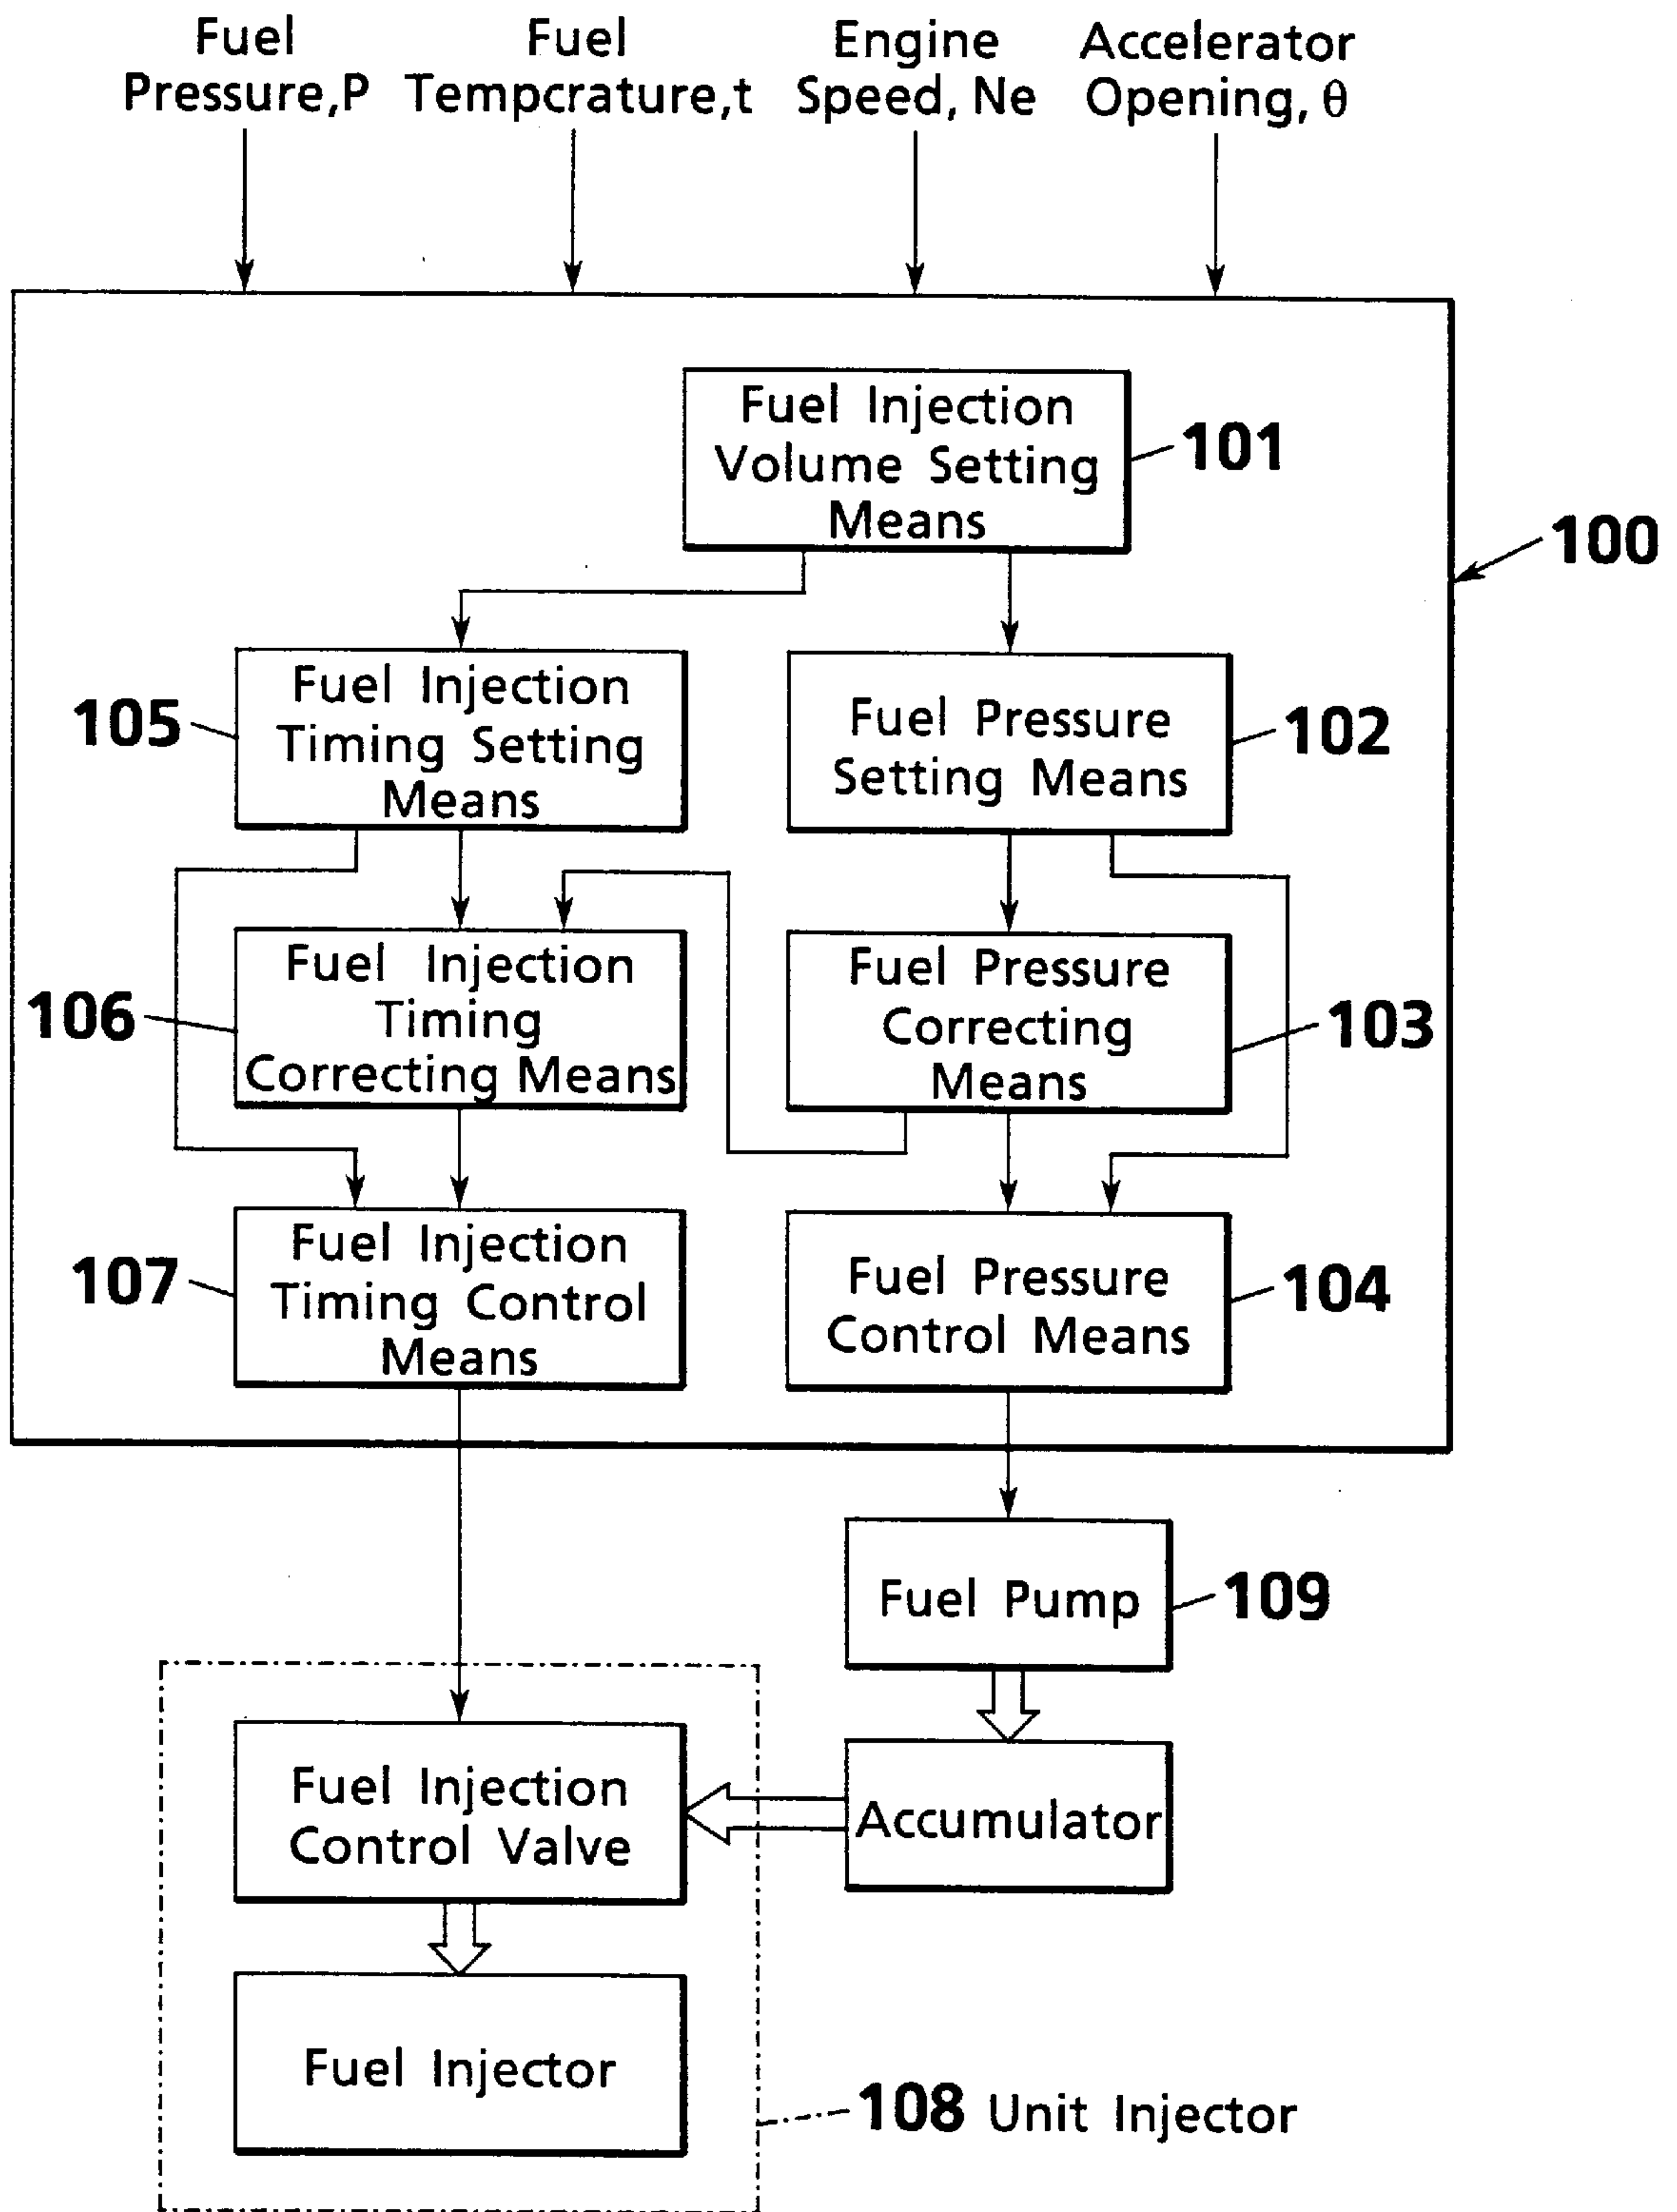 Fuel
Pressure,P
Fuel
Tempcrature,t
Engine
Speed, Ne
Accelerator
Opening, θ
Fuel Injection
Volume Setting
Means
101
100
Fuel Injection
Timing Setting
Means
105
Fuel Pressure
Setting Means
102
Fuel Injection
Timing
Correcting Means
106
Fuel Pressure
Correcting
Means
103
Fuel Injection
Timing Control
Means
107
Fuel Pressure
Control Means
104
Fuel Pump
109
Fuel Injection
Control Valve
Accumulator
Fuel Injector
108 Unit Injector